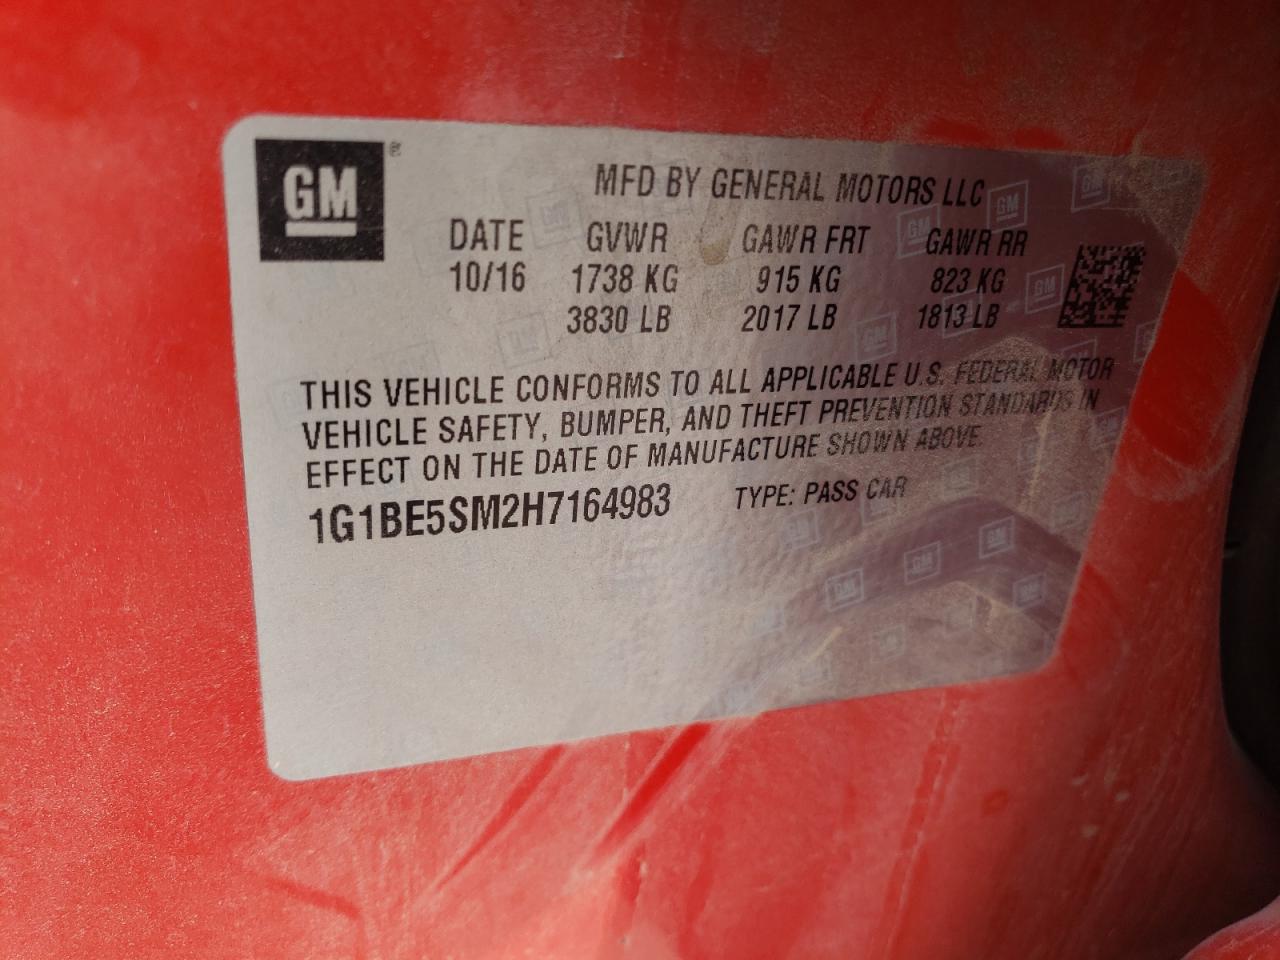 GM ®
MFD BY GENERAL MOTORS LLC
DATE GVWR GAWR FRT GAWR RR
10/16 1738 KG 915 KG 823 KG
3830 LB 2017 LB 1813 LB
THIS VEHICLE CONFORMS TO ALL APPLICABLE U.S. FEDERAL MOTOR
VEHICLE SAFETY, BUMPER, AND THEFT PREVENTION STANDARDS IN
EFFECT ON THE DATE OF MANUFACTURE SHOWN ABOVE.
1G1BE5SM2H7164983 TYPE: PASS CAR